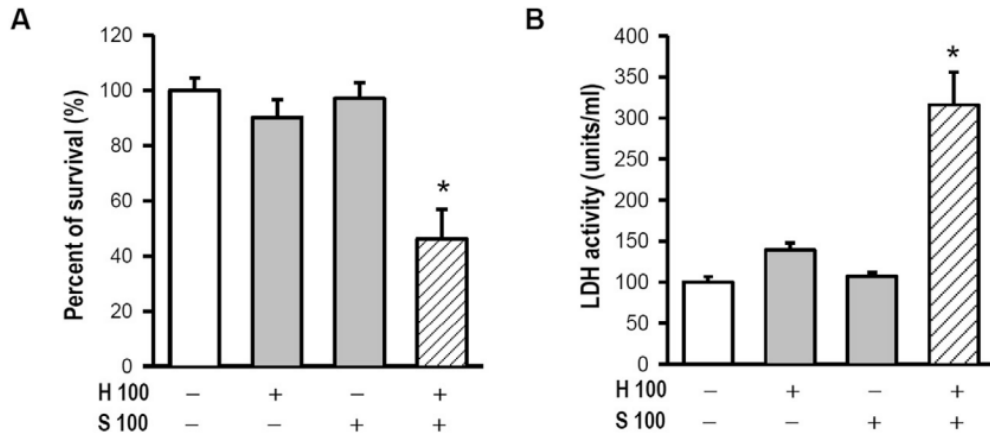 A
Percent of survival (%)
120
100
80
60
40
20
0
*
H 100 – + – +
S 100 – – + +
B
LDH activity (units/ml)
400
350
300
250
200
150
100
50
0
*
H 100 – + – +
S 100 – – + +